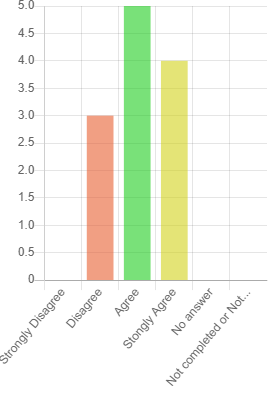 5.0
4.5
4.0
3.5
3.0
2.5
2.0
1.5
1.0
0.5
0
Strongly Disagree
Disagree
Agree
Stongly Agree
No answer
Not completed or Not...